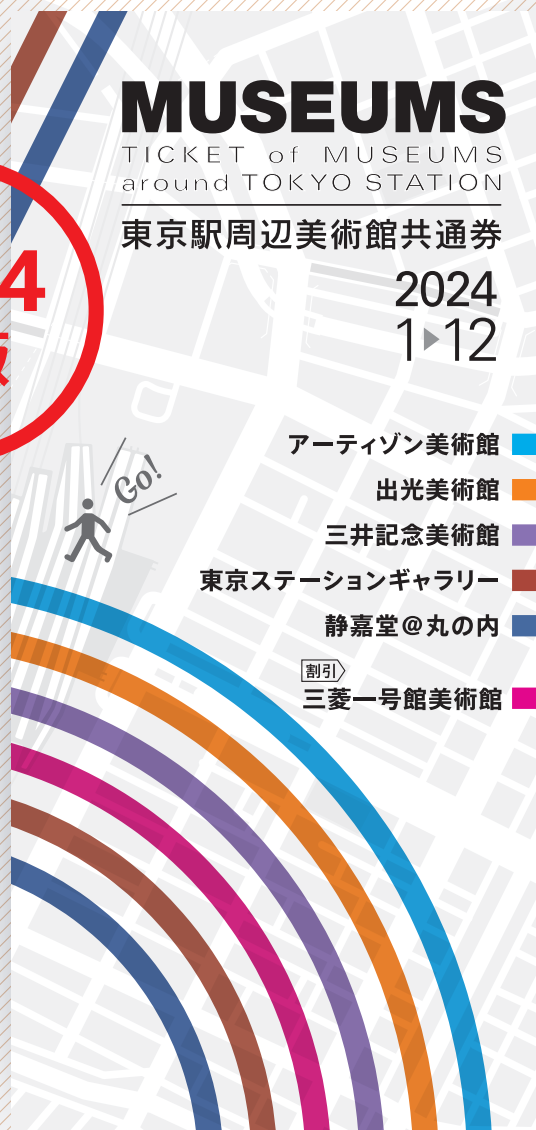 MUSEUMS
TICKET of MUSEUMS
around TOKYO STATION
東京駅周辺美術館共通券
2024
1▶12
4
Go!
アーティゾン美術館
出光美術館
三井記念美術館
東京ステーションギャラリー
静嘉堂@丸の内
割引
三菱一号館美術館